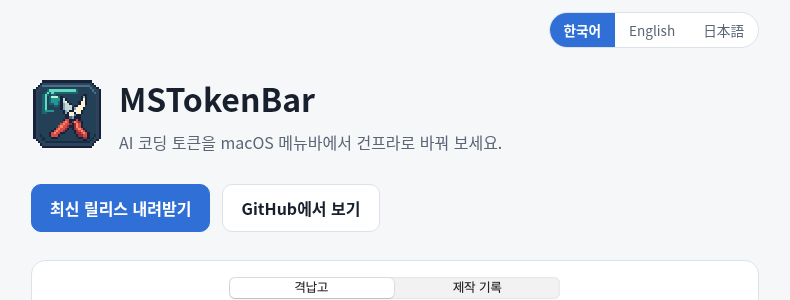 한국어 English 日本語
MSTokenBar
AI 코딩 토큰을 macOS 메뉴바에서 건프라로 바꿔 보세요.
최신 릴리스 내려받기 GitHub에서 보기
격납고 제작 기록